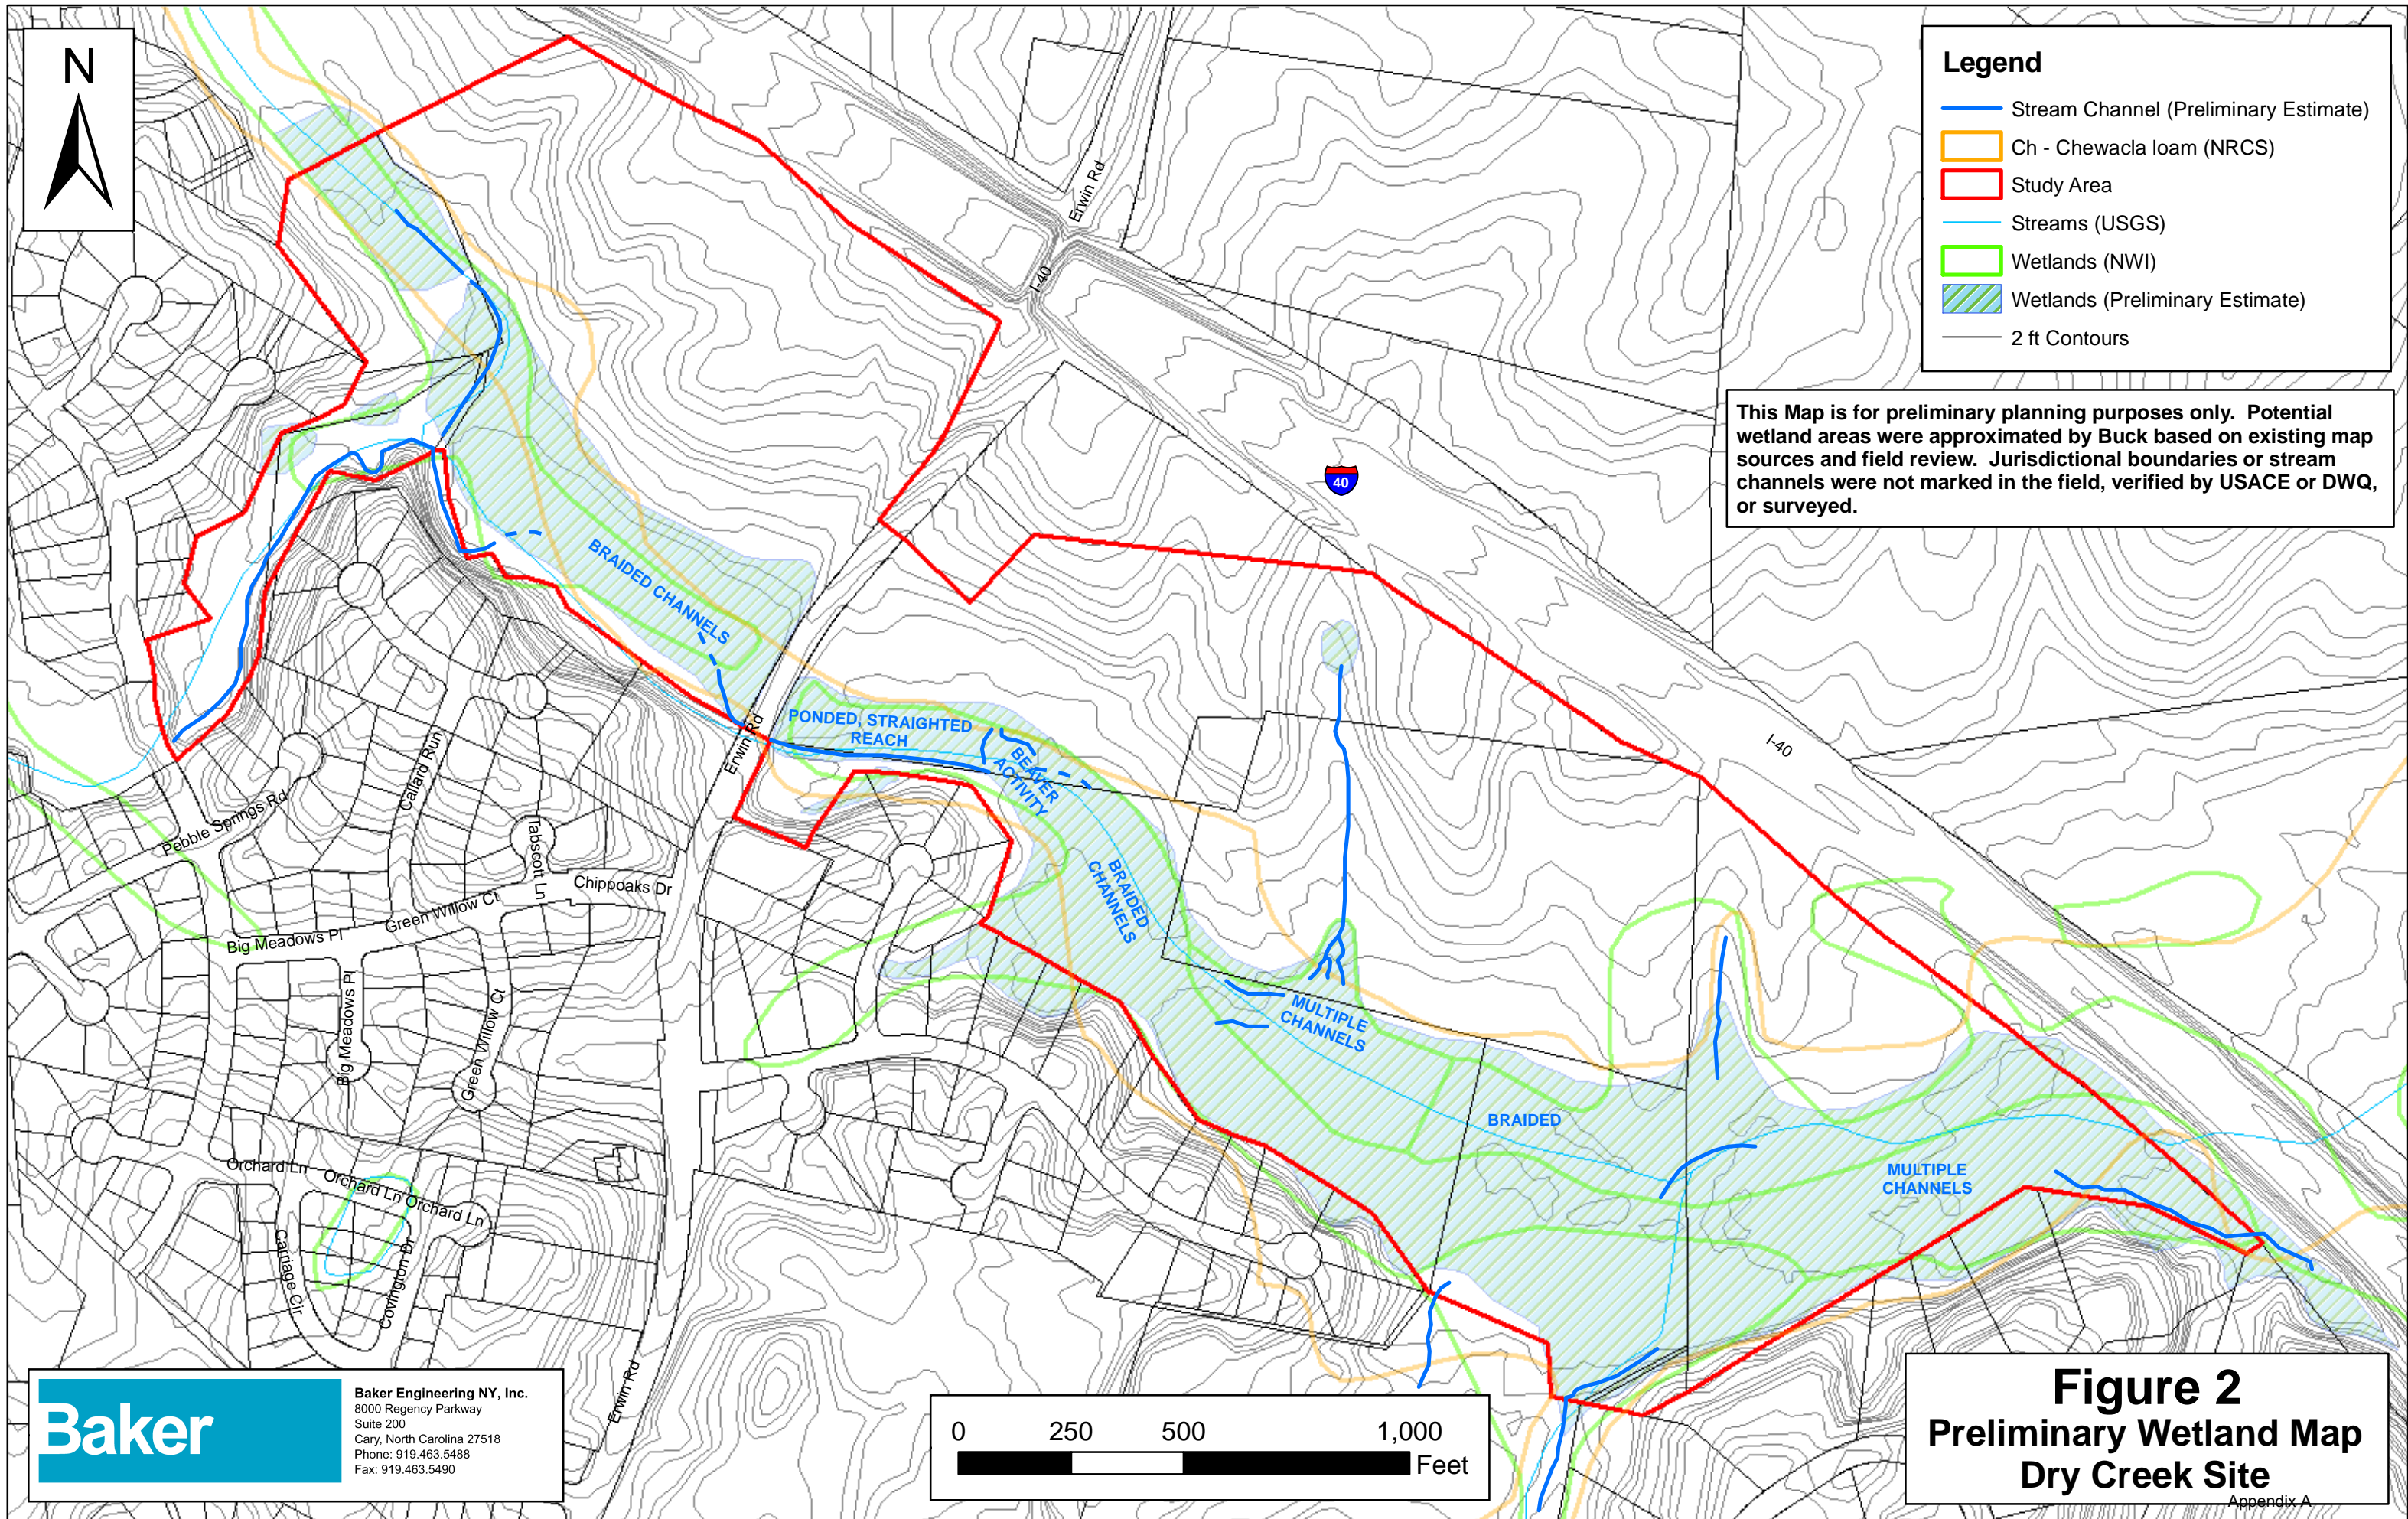 N
Legend
Stream Channel (Preliminary Estimate)
Ch - Chewacla loam (NRCS)
Study Area
Streams (USGS)
Wetlands (NWI)
Wetlands (Preliminary Estimate)
2 ft Contours
This Map is for preliminary planning purposes only. Potential
wetland areas were approximated by Buck based on existing map
sources and field review. Jurisdictional boundaries or stream
channels were not marked in the field, verified by USACE or DWQ,
or surveyed.
Erwin Rd
I-40
40
BRAIDED CHANNELS
PONDED, STRAIGHTED
REACH
BEAVER
ACTIVITY
Erwin Rd
I-40
Callard Run
Pebble Springs Rd
Tabscott Ln
Chippoaks Dr
Green Willow Ct
Big Meadows Pl
BRAIDED
CHANNELS
Big Meadows Pl
Green Willow Ct
MULTIPLE
CHANNELS
BRAIDED
MULTIPLE
CHANNELS
Orchard Ln
Orchard Ln
Orchard Ln
Carriage Cir
Covington Dr
Erwin Rd
Baker
Baker Engineering NY, Inc.
8000 Regency Parkway
Suite 200
Cary, North Carolina 27518
Phone: 919.463.5488
Fax: 919.463.5490
0 250 500 1,000
Feet
Figure 2
Preliminary Wetland Map
Dry Creek Site
Appendix A